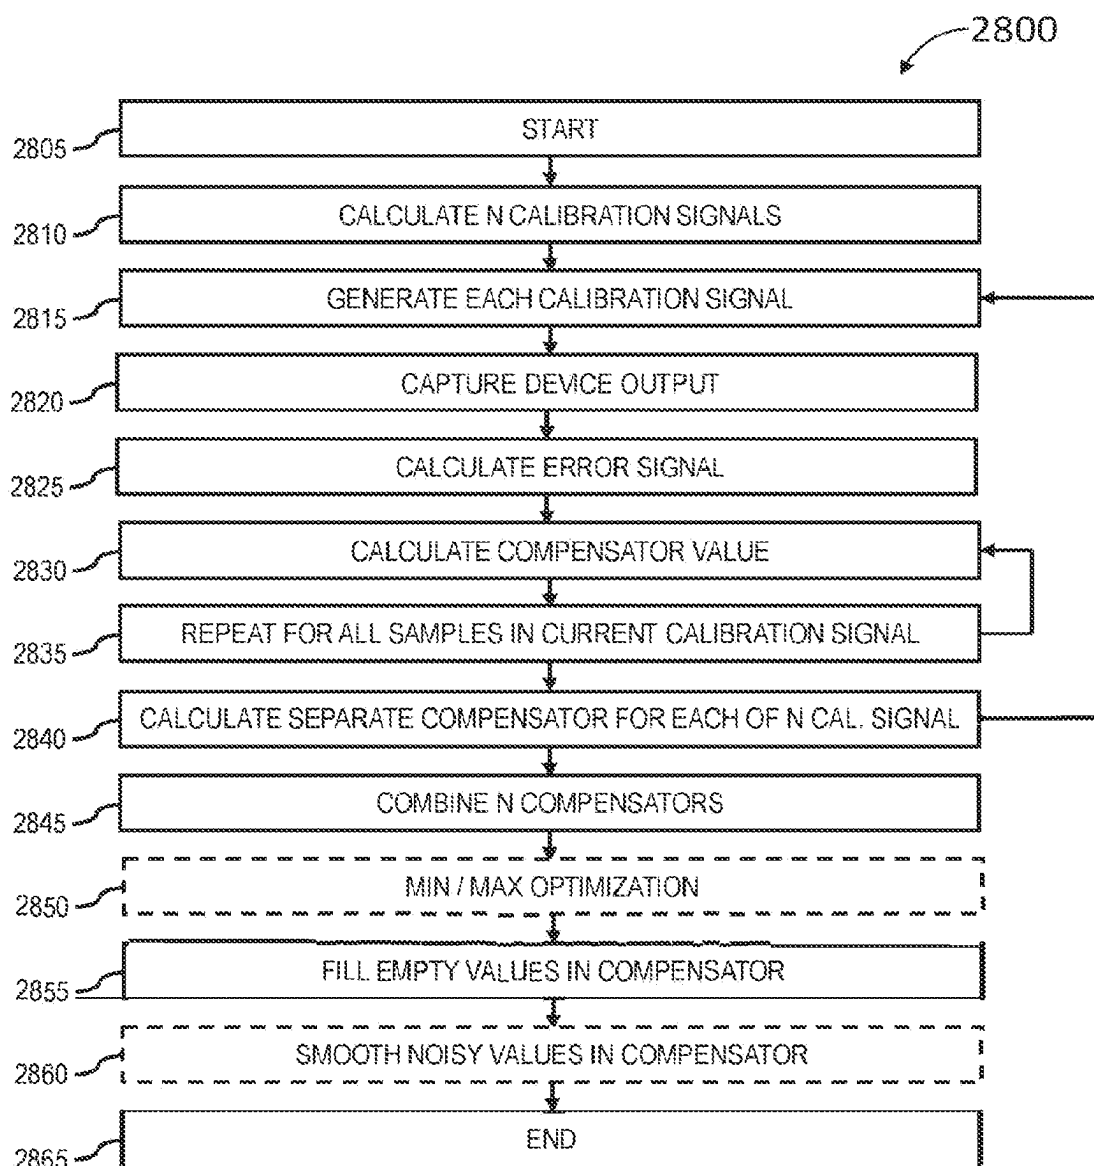 2800
2805 START
2810 CALCULATE N CALIBRATION SIGNALS
2815 GENERATE EACH CALIBRATION SIGNAL
2820 CAPTURE DEVICE OUTPUT
2825 CALCULATE ERROR SIGNAL
2830 CALCULATE COMPENSATOR VALUE
2835 REPEAT FOR ALL SAMPLES IN CURRENT CALIBRATION SIGNAL
2840 CALCULATE SEPARATE COMPENSATOR FOR EACH OF N CAL. SIGNAL
2845 COMBINE N COMPENSATORS
2850 MIN / MAX OPTIMIZATION
2855 FILL EMPTY VALUES IN COMPENSATOR
2860 SMOOTH NOISY VALUES IN COMPENSATOR
2865 END